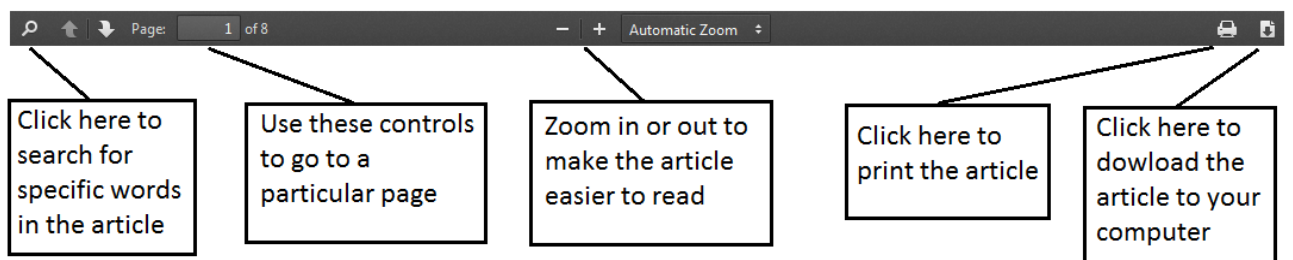 Page: 1 of 8
Automatic Zoom
Click here to
search for
specific words
in the article
Use these controls
to go to a
particular page
Zoom in or out to
make the article
easier to read
Click here to
print the article
Click here to
dowload the
article to your
computer